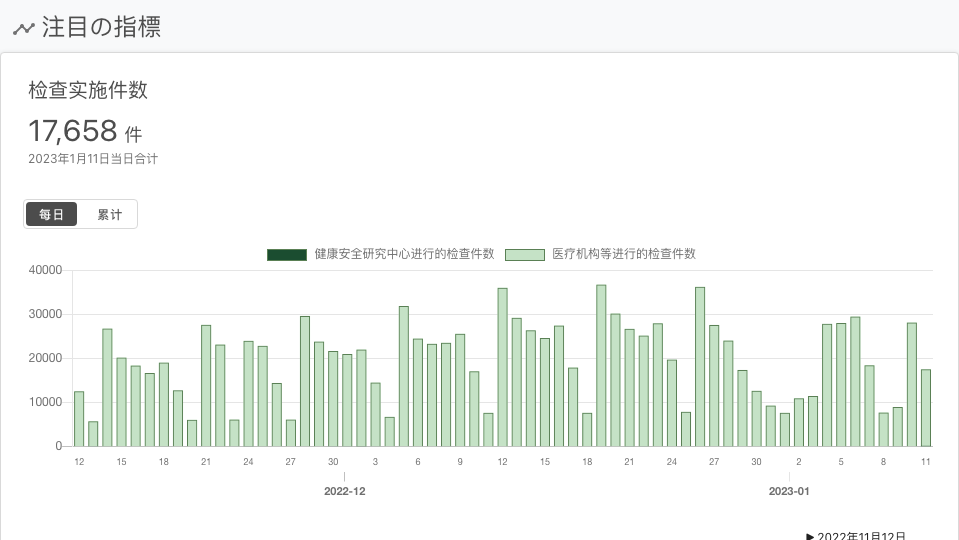 注目の指標
检查实施件数
17,658 件
2023年1月11日当日合计
每日 累计
健康安全研究中心进行的检查件数 医疗机构等进行的检查件数
40000
30000
20000
10000
0
12 15 18 21 24 27 30 3 6 9 12 15 18 21 24 27 30 2 5 8 11
2022-12 2023-01
▶ 2022年11月12日